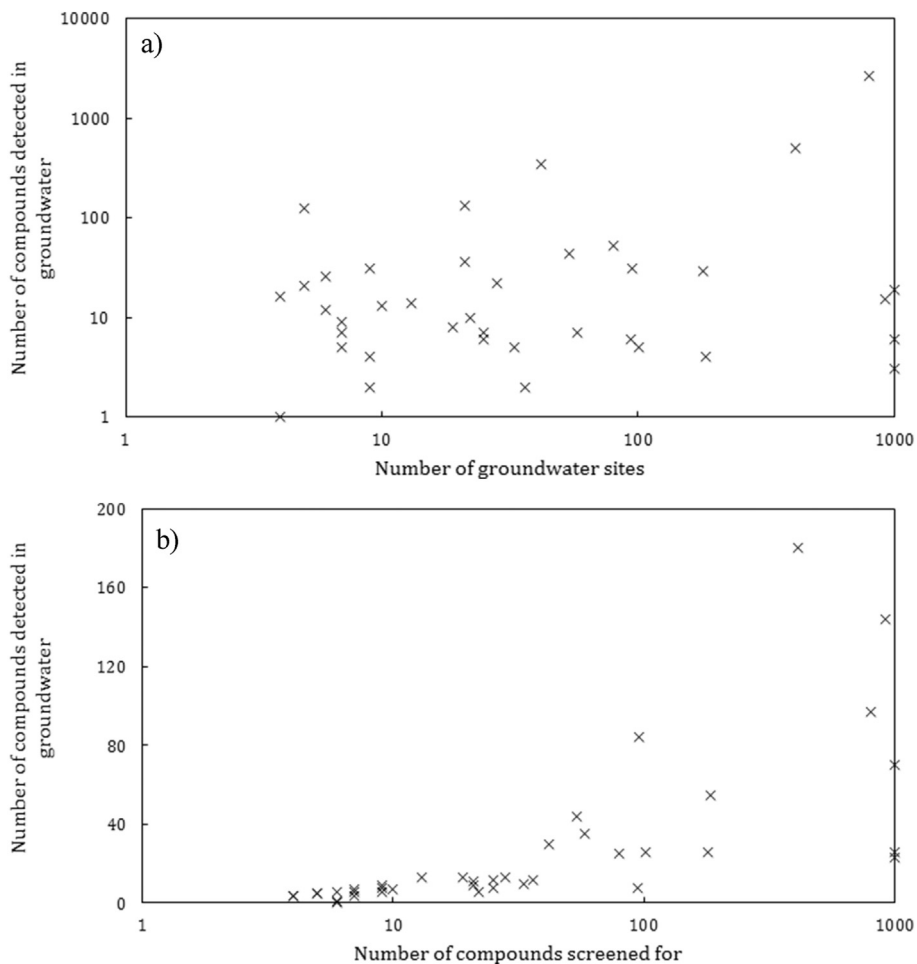 a)
Number of compounds detected in
groundwater
10000
1000
100
10
1
1 10 100 1000
Number of groundwater sites
b)
Number of compounds detected in
groundwater
200
160
120
80
40
0
1 10 100 1000
Number of compounds screened for